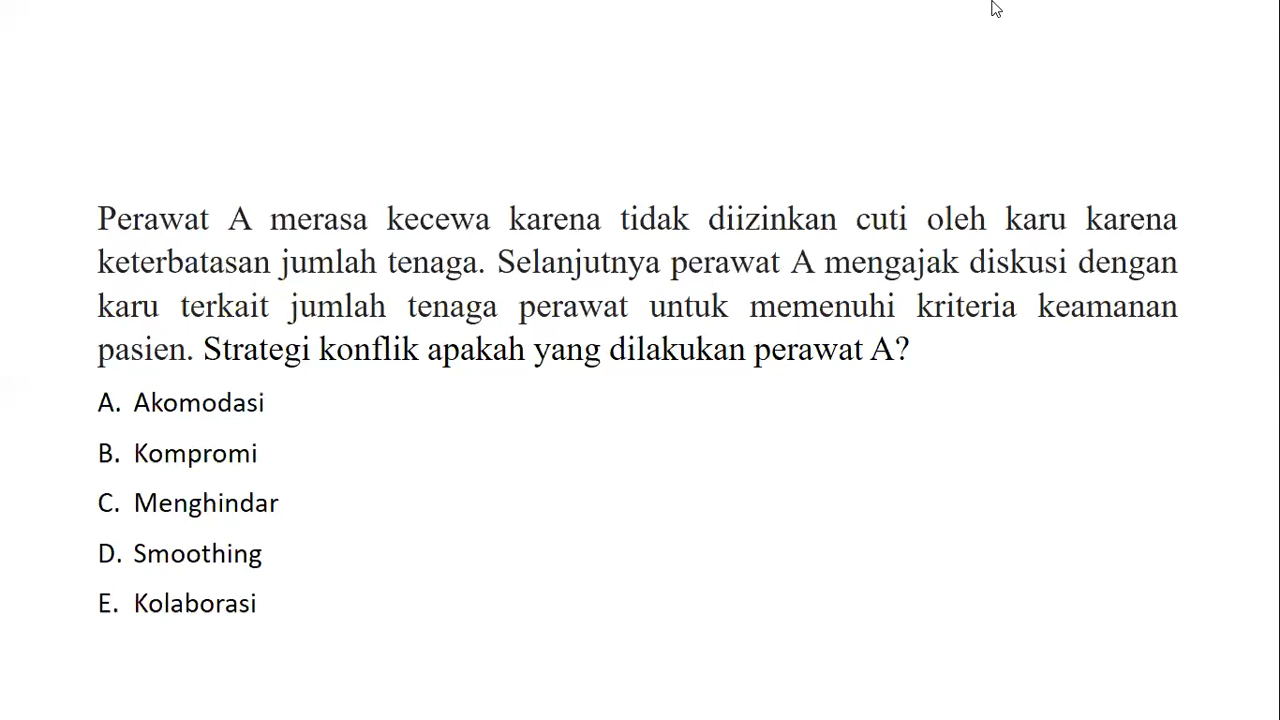 Perawat A merasa kecewa karena tidak diizinkan cuti oleh karu karena
keterbatasan jumlah tenaga. Selanjutnya perawat A mengajak diskusi dengan
karu terkait jumlah tenaga perawat untuk memenuhi kriteria keamanan
pasien. Strategi konflik apakah yang dilakukan perawat A?
A. Akomodasi
B. Kompromi
C. Menghindar
D. Smoothing
E. Kolaborasi